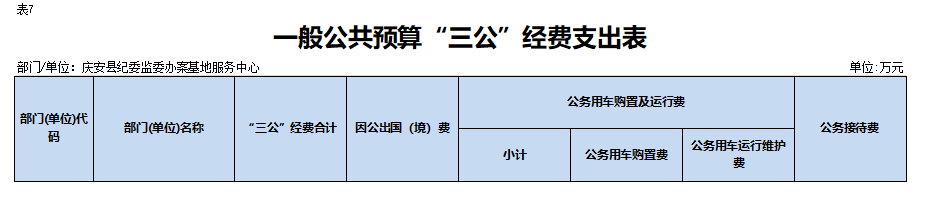 表7
一般公共预算“三公”经费支出表
部门/单位：庆安县纪委监委办案基地服务中心 单位:万元
部门(单位)代
码
部门(单位)名称
“三公”经费合计
因公出国（境）费
公务用车购置及运行费
小计
公务用车购置费
公务用车运行维护
费
公务接待费